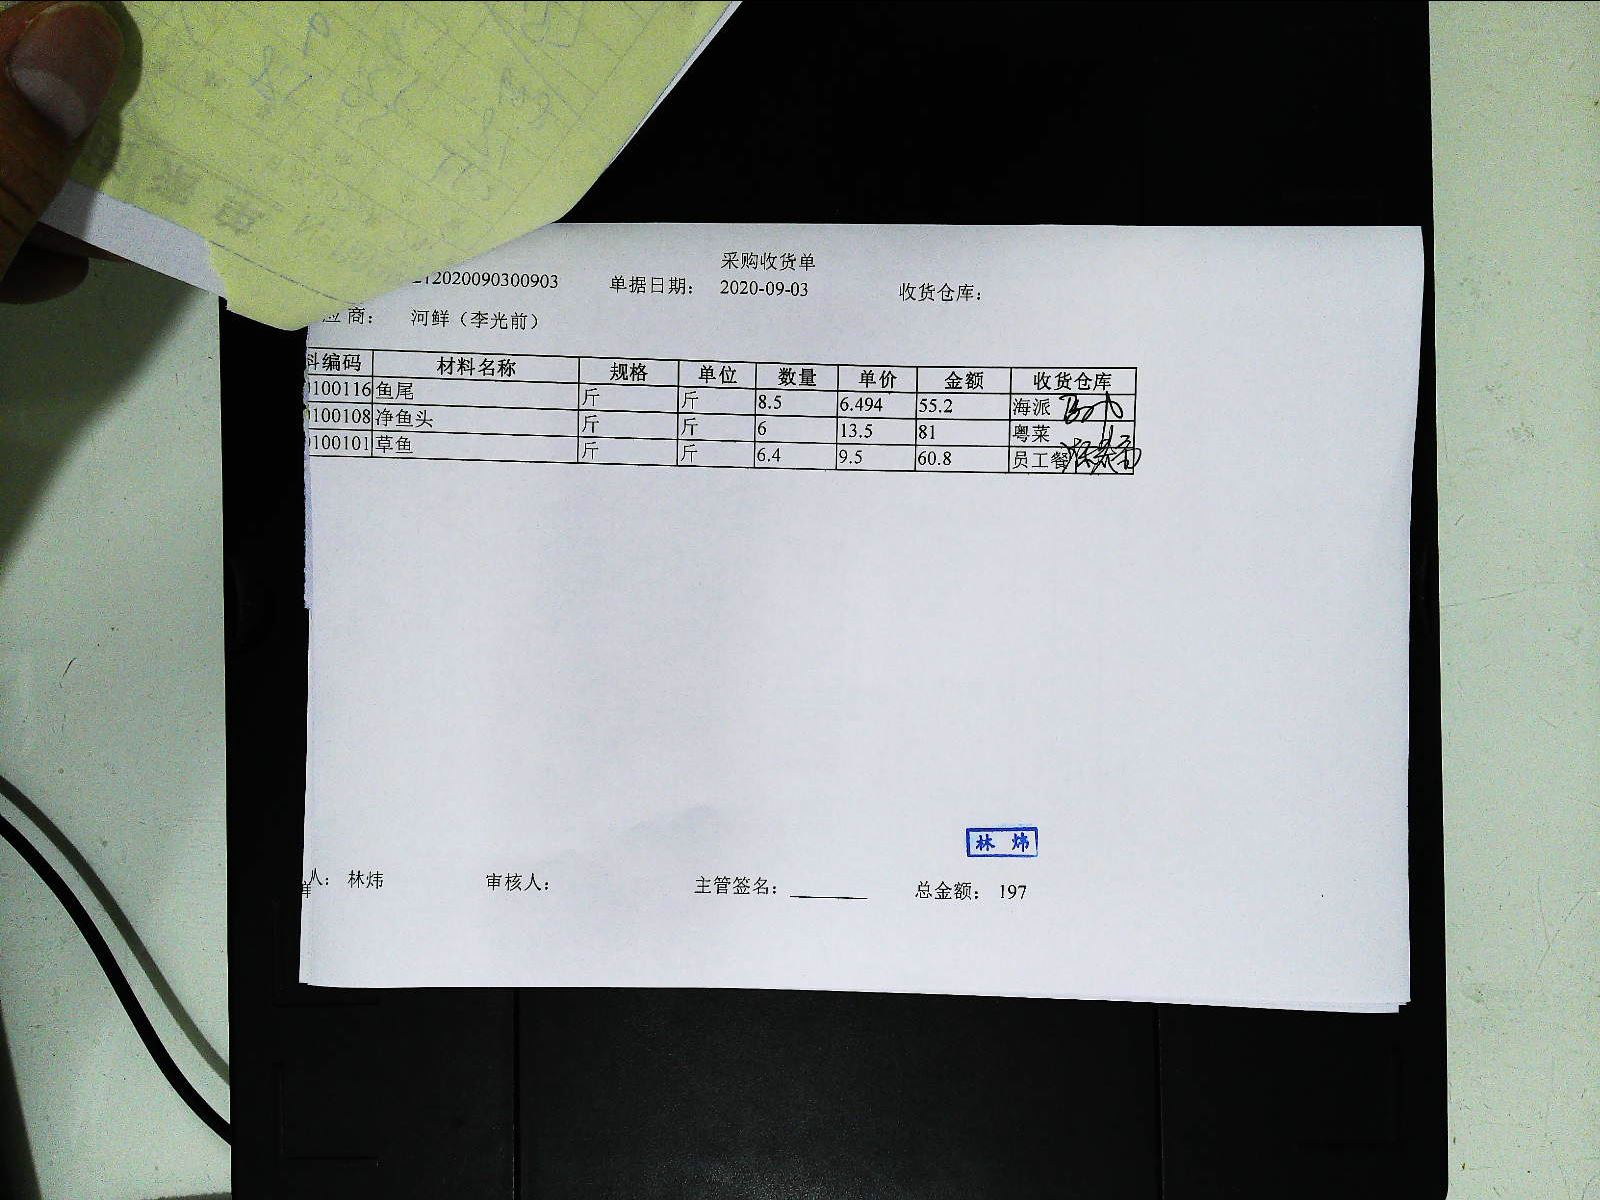 采购收货单
212020090300903 单据日期： 2020-09-03 收货仓库：
应商： 河鲜（李光前）
料编码 材料名称 规格 单位 数量 单价 金额 收货仓库
0100116 鱼尾 斤 斤 8.5 6.494 55.2 海派
0100108 净鱼头 斤 斤 6 13.5 81 粤菜
0100101 草鱼 斤 斤 6.4 9.5 60.8 员工餐
林 炜
人： 林炜 审核人： 主管签名： 总金额： 197